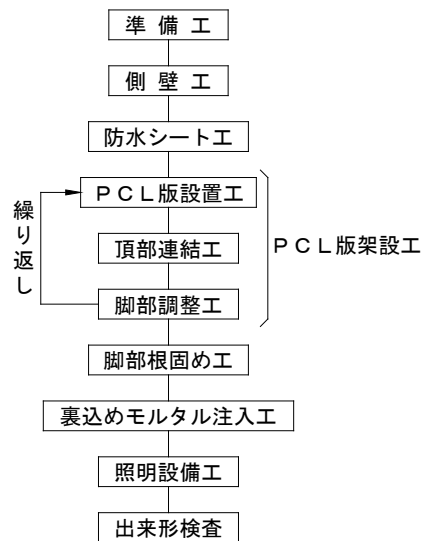 準備工
側壁工
防水シート工
ＰＣＬ版設置工
頂部連結工
脚部調整工
繰り返し
ＰＣＬ版架設工
脚部根固め工
裏込めモルタル注入工
照明設備工
出来形検査